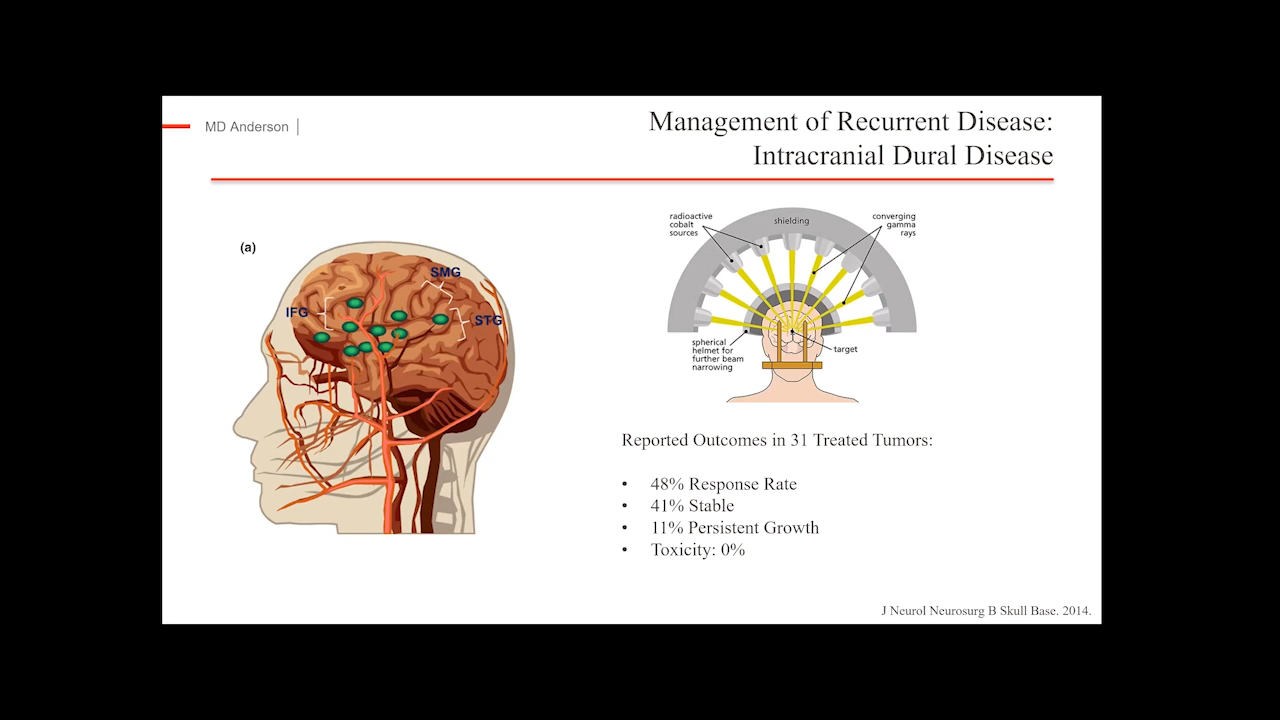 MD Anderson
Management of Recurrent Disease:
Intracranial Dural Disease
(a)
SMG
IFG
STG
radioactive
cobalt
sources
shielding
converging
gamma
rays
spherical
helmet for
further beam
narrowing
target
Reported Outcomes in 31 Treated Tumors:
• 48% Response Rate
• 41% Stable
• 11% Persistent Growth
• Toxicity: 0%
J Neurol Neurosurg B Skull Base. 2014.